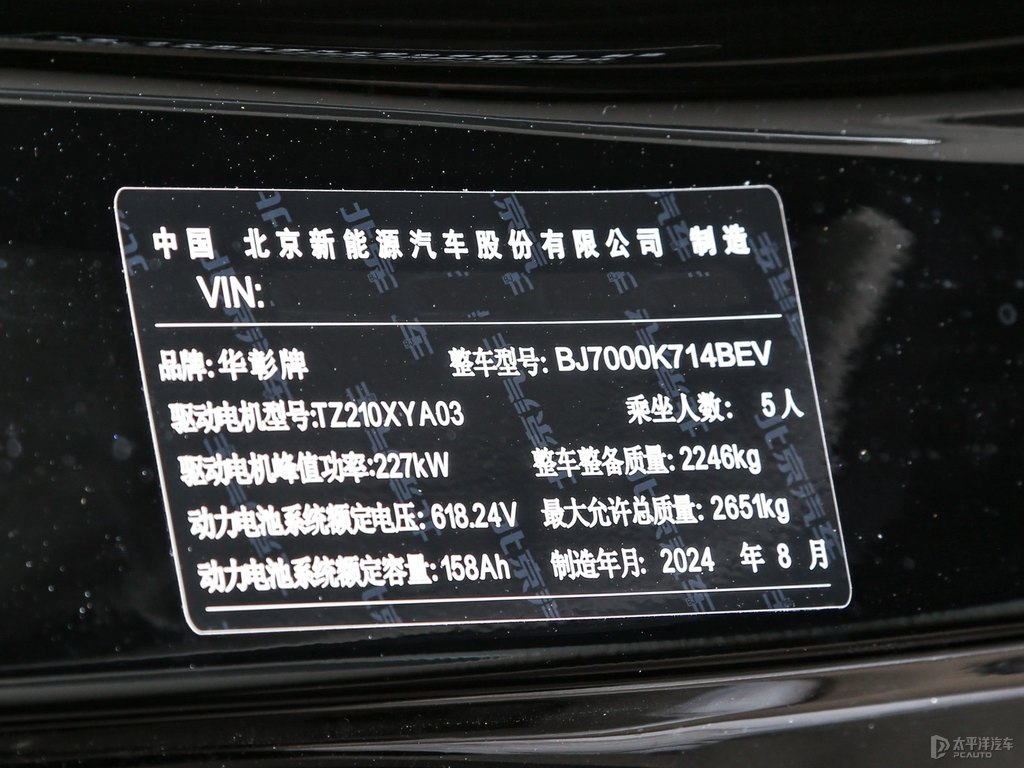 中国 北京新能源汽车股份有限公司 制造
VIN:
品牌: 华彰牌 整车型号: BJ7000K714BEV
驱动电机型号:TZ210XYA03 乘坐人数: 5人
驱动电机峰值功率:227kW 整车整备质量: 2246kg
动力电池系统额定电压: 618.24V 最大允许总质量: 2651kg
动力电池系统额定容量: 158Ah 制造年月: 2024 年 8 月
太平洋汽车
PCAUTO